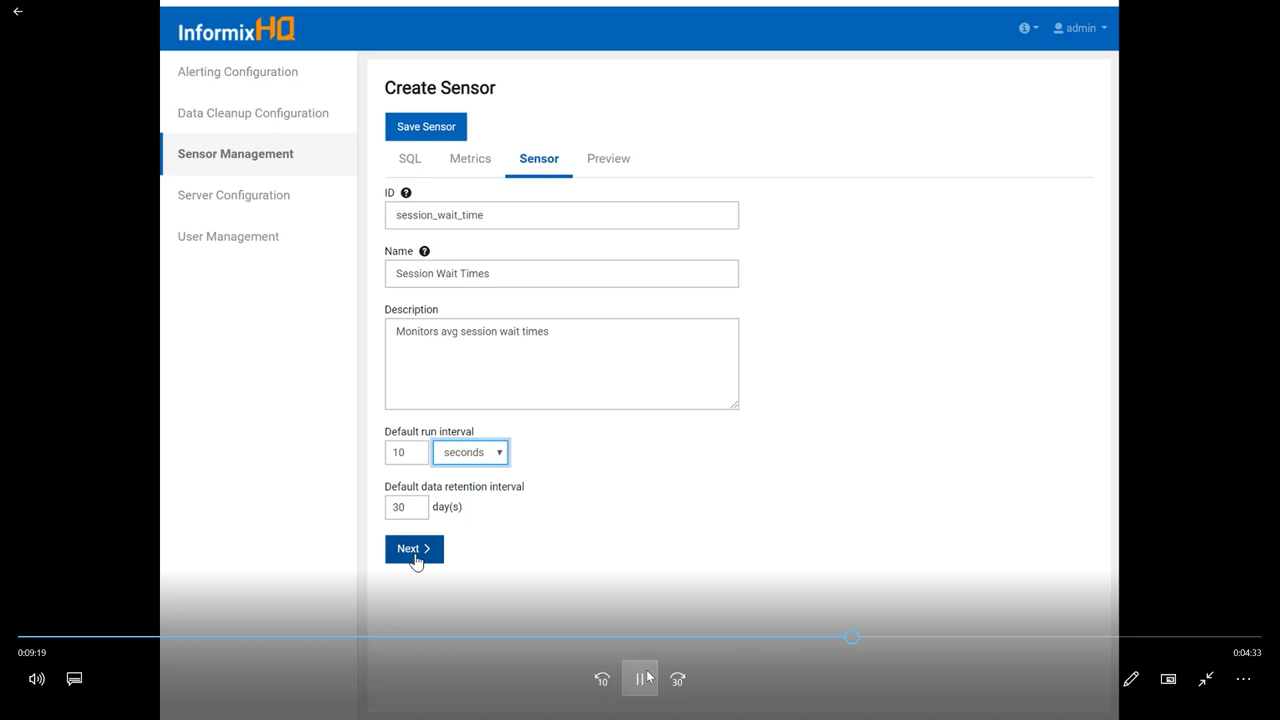 InformixHQ
admin
Alerting Configuration
Data Cleanup Configuration
Sensor Management
Server Configuration
User Management
Create Sensor
Save Sensor
SQL Metrics Sensor Preview
ID
session_wait_time
Name
Session Wait Times
Description
Monitors avg session wait times
Default run interval
10 seconds
Default data retention interval
30 day(s)
Next
0:09:19 0:04:33
10 30